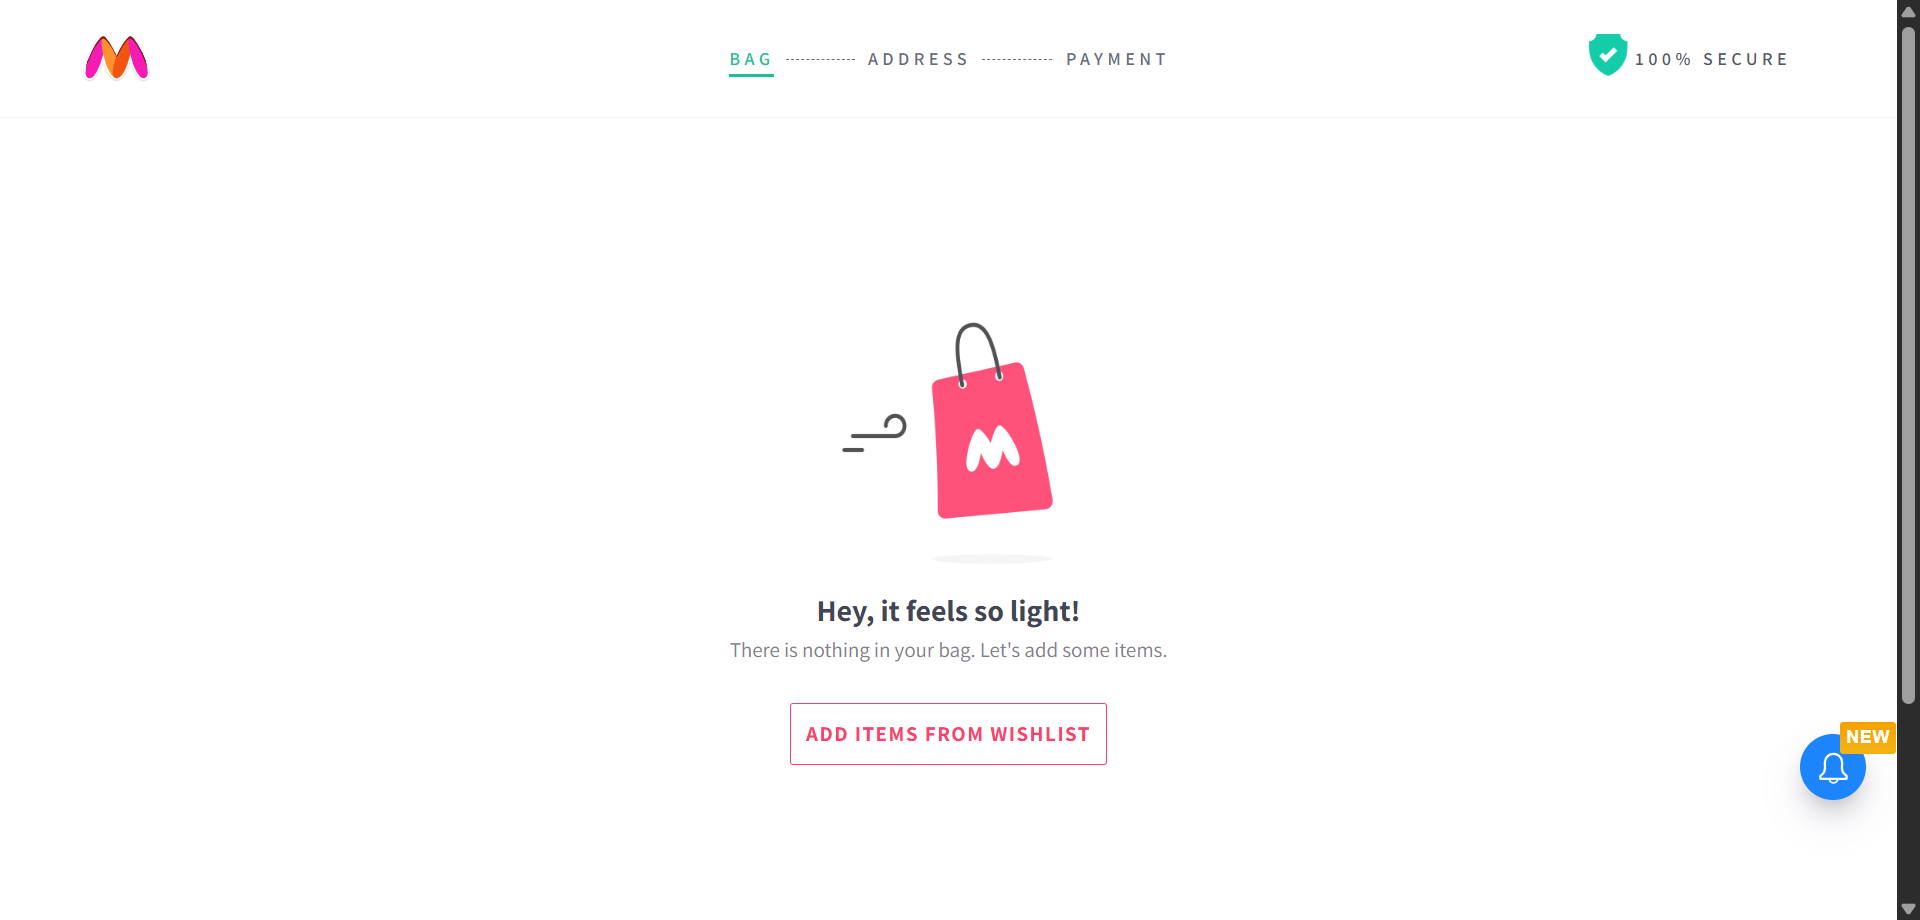 BAG ADDRESS PAYMENT 100% SECURE
Hey, it feels so light!
There is nothing in your bag. Let's add some items.
ADD ITEMS FROM WISHLIST
NEW